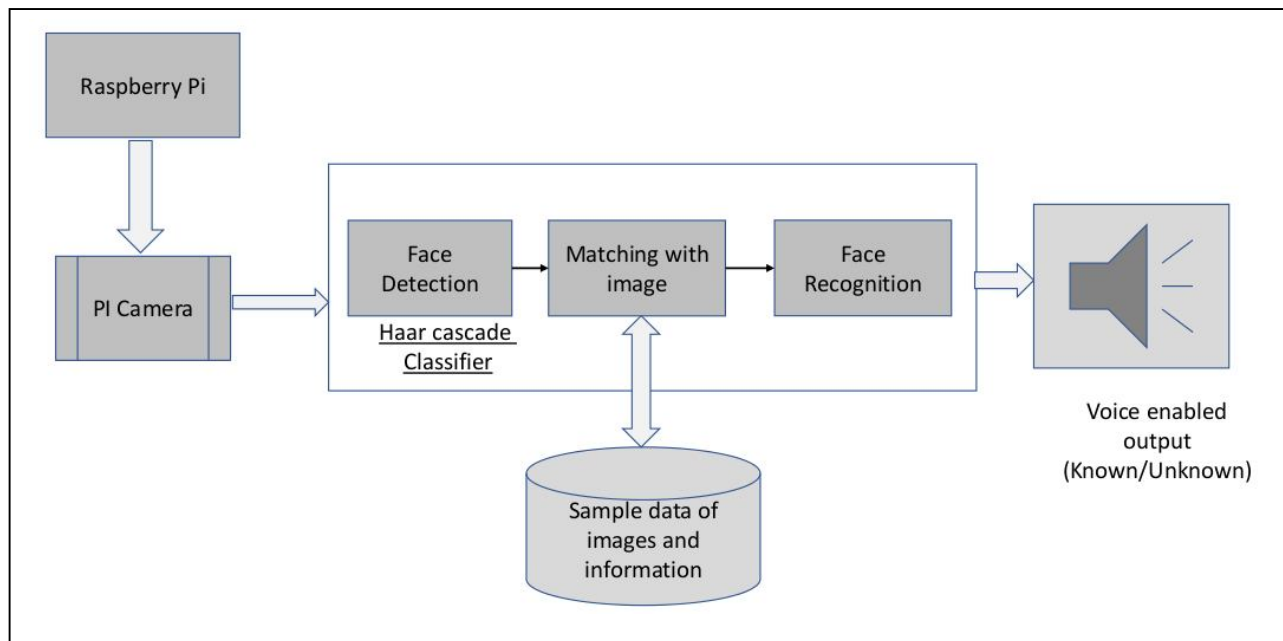 Raspberry Pi
PI Camera
Face
Detection
Haar cascade
Classifier
Matching with
image
Face
Recognition
Sample data of
images and
information
Voice enabled
output
(Known/Unknown)